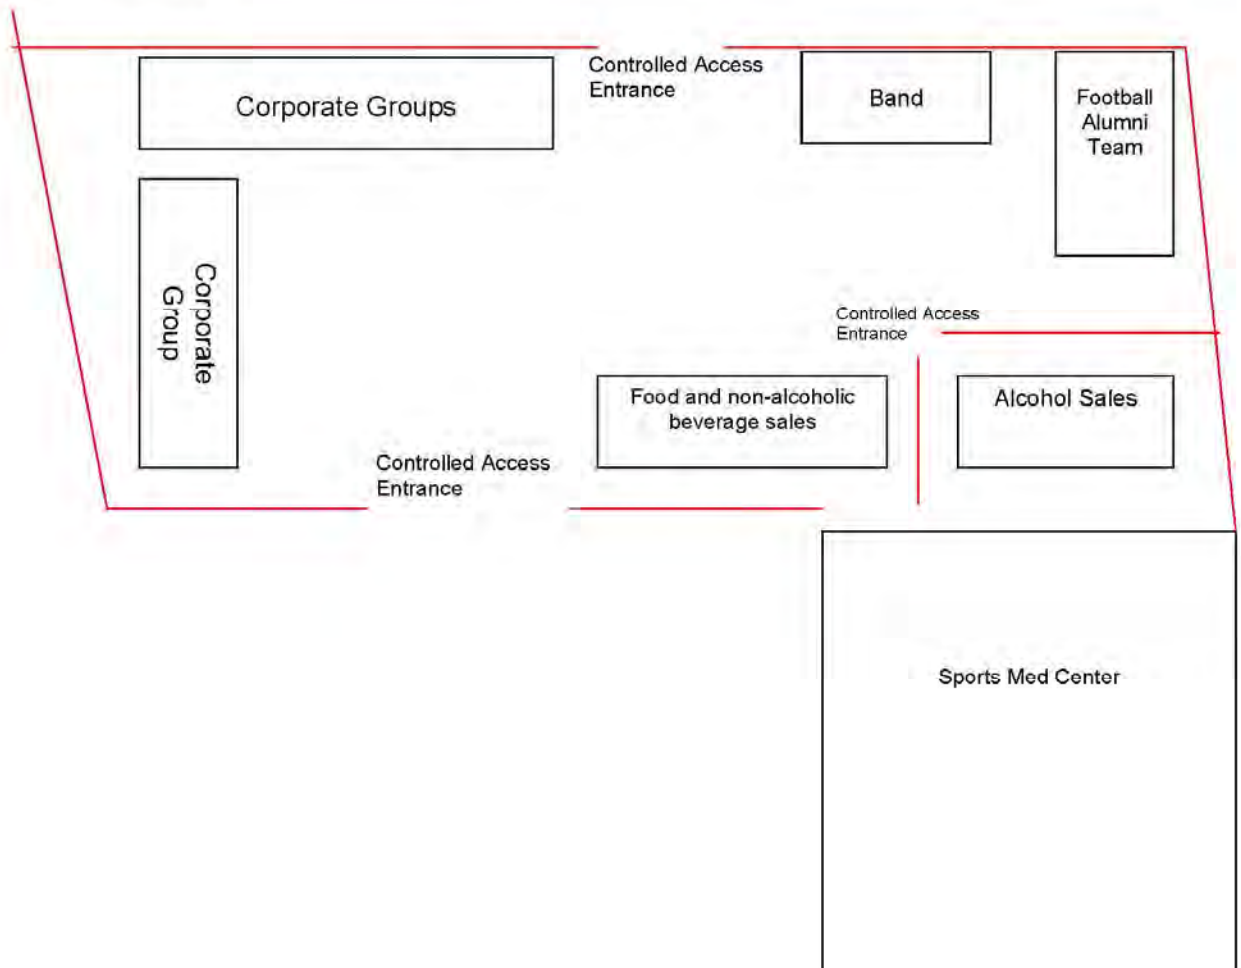 Corporate Groups
Controlled Access
Entrance
Band
Football
Alumni
Team
Corporate
Group
Controlled Access
Entrance
Food and non-alcoholic
beverage sales
Alcohol Sales
Controlled Access
Entrance
Sports Med Center